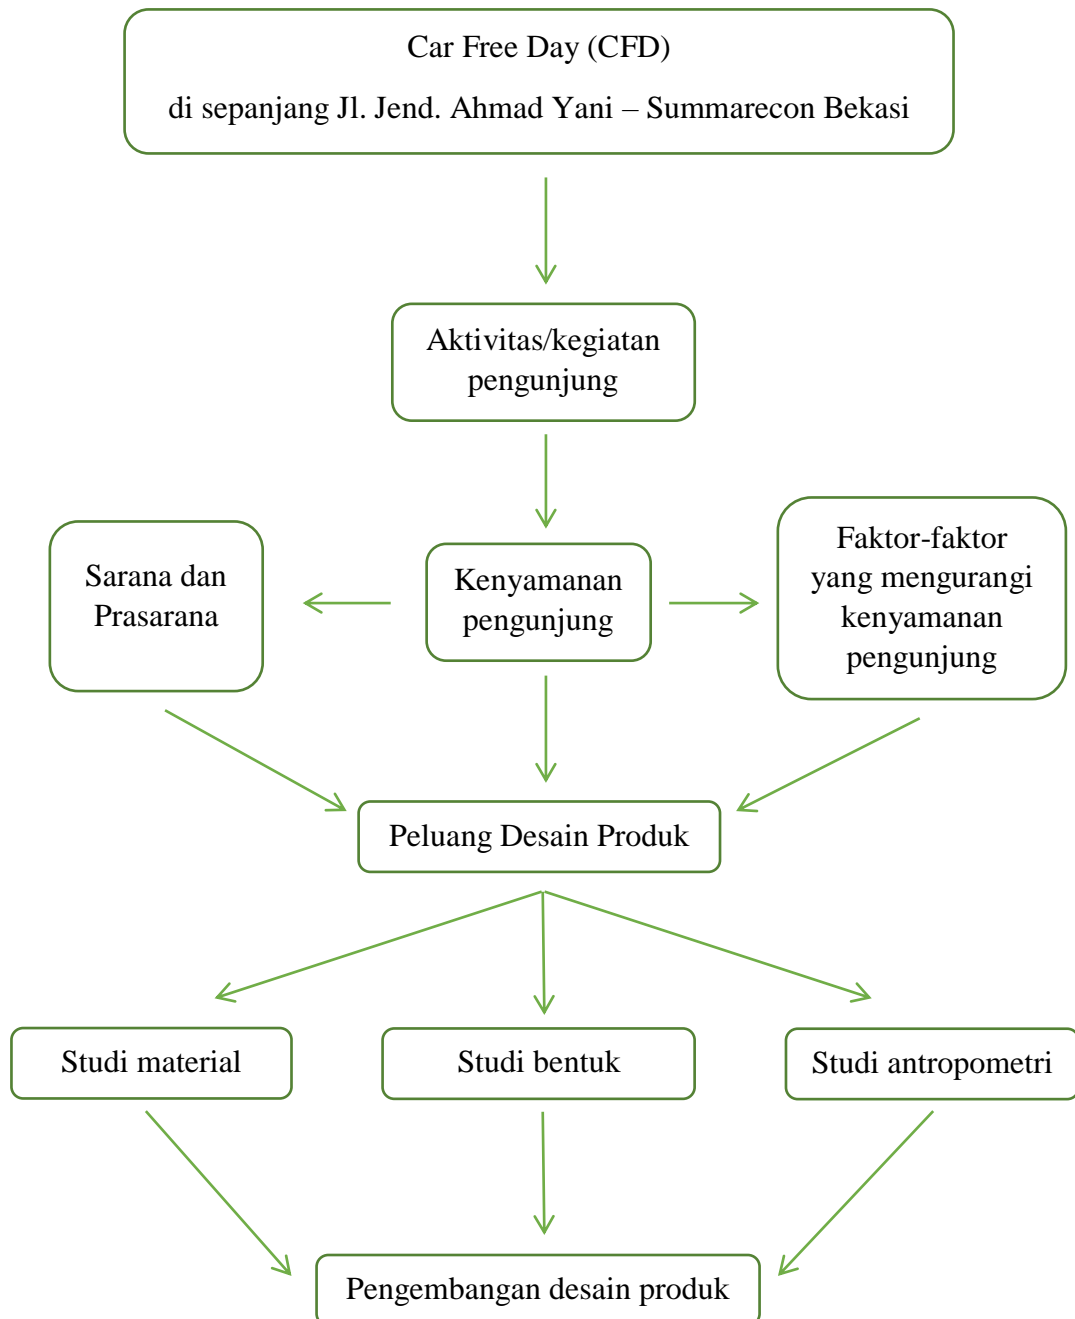 Car Free Day (CFD)
di sepanjang Jl. Jend. Ahmad Yani – Summarecon Bekasi
Aktivitas/kegiatan
pengunjung
Sarana dan
Prasarana
Kenyamanan
pengunjung
Faktor-faktor
yang mengurangi
kenyamanan
pengunjung
Peluang Desain Produk
Studi material
Studi bentuk
Studi antropometri
Pengembangan desain produk